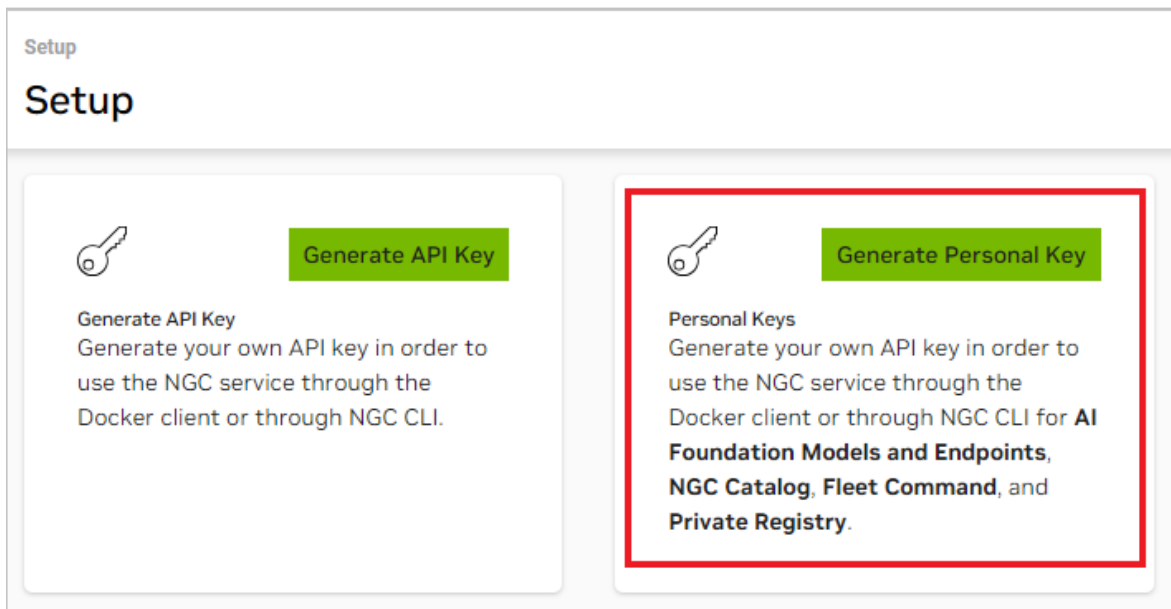 Setup
Setup
Generate API Key
Generate API Key
Generate your own API key in order to
use the NGC service through the
Docker client or through NGC CLI.
Generate Personal Key
Personal Keys
Generate your own API key in order to
use the NGC service through the
Docker client or through NGC CLI for AI
Foundation Models and Endpoints,
NGC Catalog, Fleet Command, and
Private Registry.